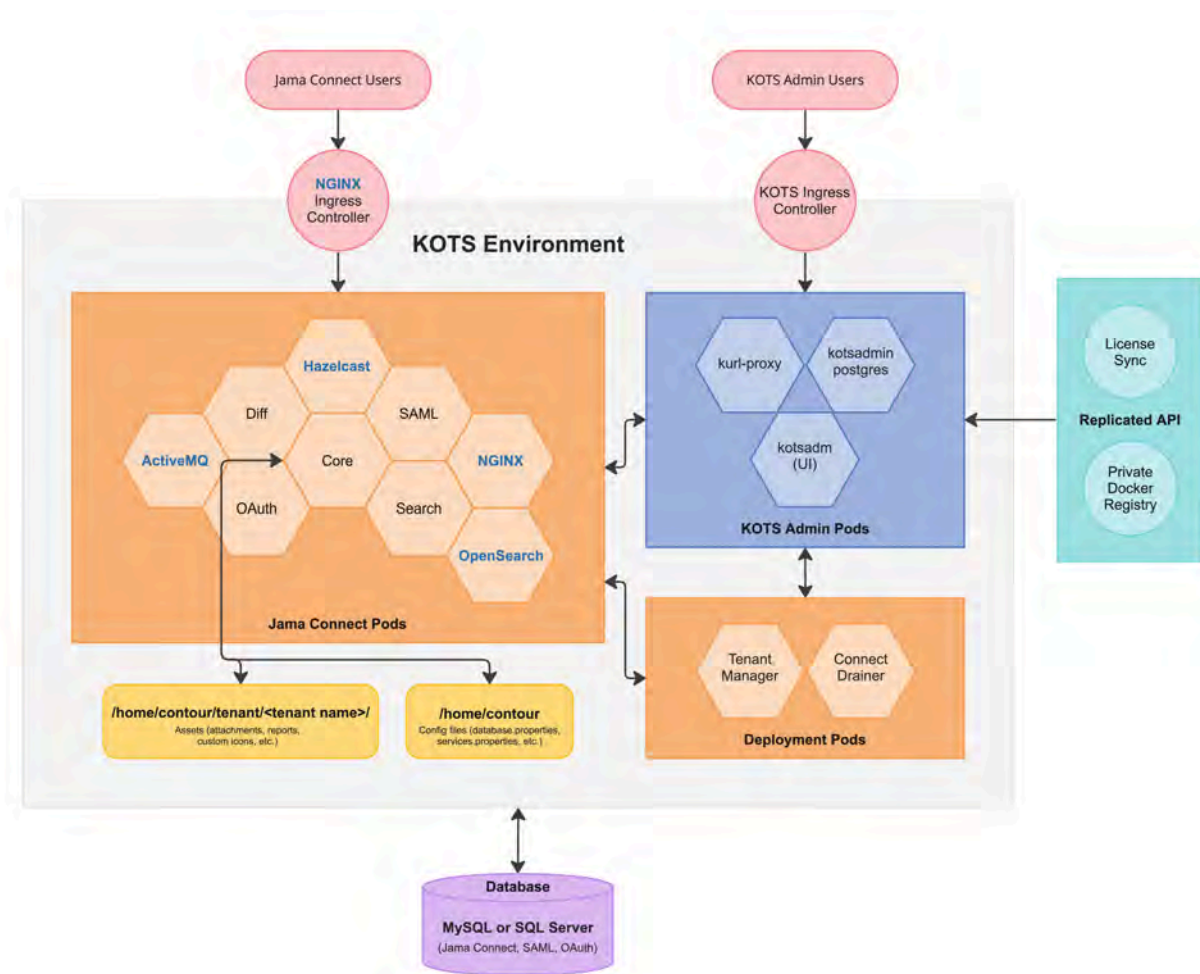 Jama Connect Users
KOTS Admin Users
NGINX
Ingress
Controller
KOTS Ingress
Controller
KOTS Environment
Hazelcast
Diff
SAML
ActiveMQ
Core
NGINX
OAuth
Search
OpenSearch
Jama Connect Pods
kurl-proxy
kotsadmin
postgres
kotsadm
(UI)
KOTS Admin Pods
License
Sync
Replicated API
Private
Docker
Registry
Tenant
Manager
Connect
Drainer
Deployment Pods
/home/contour/tenant/<tenant name>/
Assets (attachments, reports,
custom icons, etc.)
/home/contour
Config files (database.properties,
services.properties, etc.)
Database
MySQL or SQL Server
(Jama Connect, SAML, OAuth)